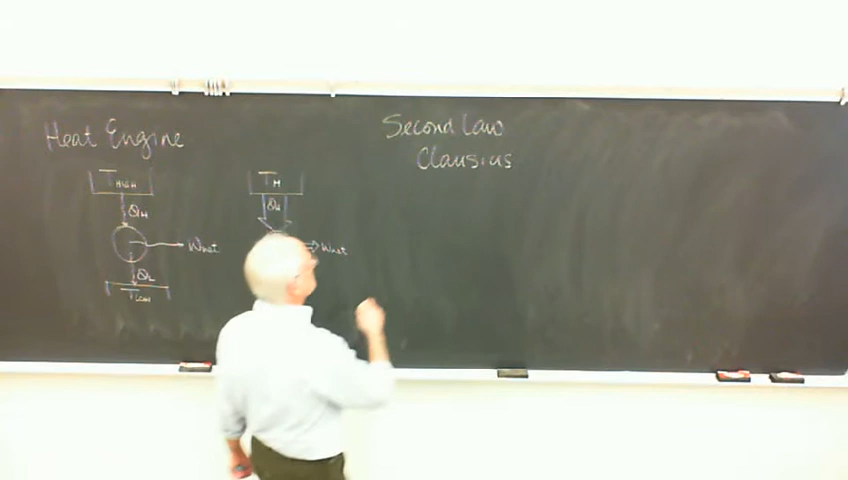 Heat Engine
THIGH
QH
Wnet
QL
TLOW
TH
QH
Wnet
Second Law
Clausius